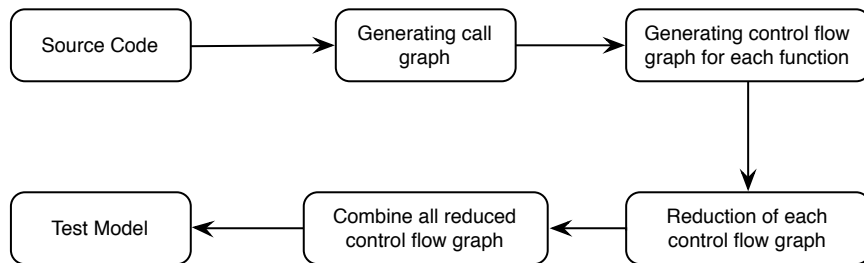 Source Code
Generating call
graph
Generating control flow
graph for each function
Reduction of each
control flow graph
Combine all reduced
control flow graph
Test Model